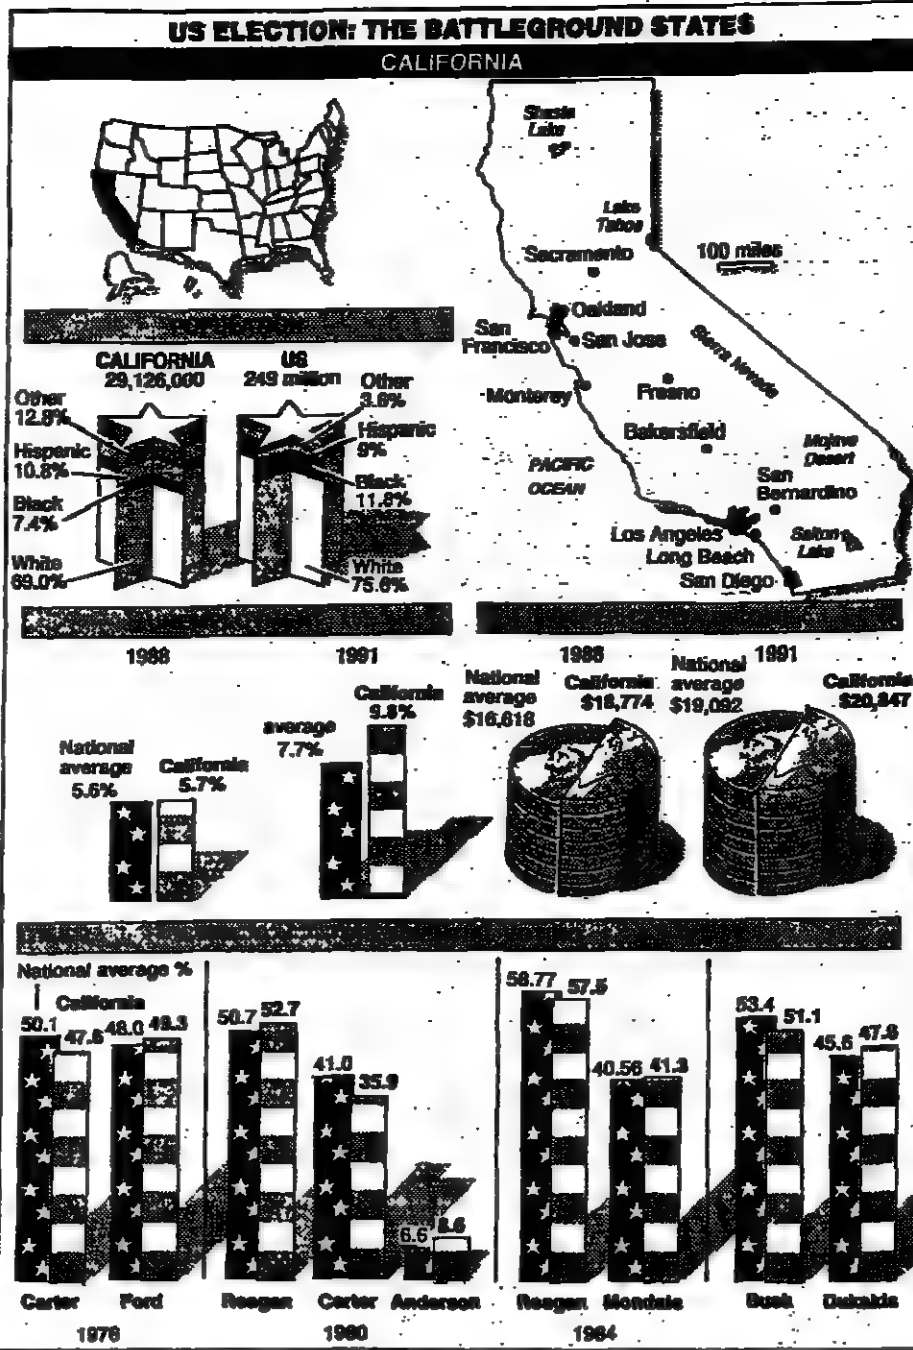 US ELECTION: THE BATTLEGROUND STATES
CALIFORNIA
Shasta
Lake
Lake
Tahoe
100 miles
Sacramento
Oakland
San
Francisco
San Jose
Sierra Nevada
Monterey
Fresno
Bakersfield
Mojave
Desert
PACIFIC
OCEAN
San
Bernardino
Los Angeles
Long Beach
Salton
Lake
San Diego
CALIFORNIA
29,126,000
US
249 million
Other
12.8%
Hispanic
10.8%
Black
7.4%
White
69.0%
Other
3.6%
Hispanic
9%
Black
11.8%
White
75.6%
1988
1991
National
average
5.6%
California
5.7%
average
7.7%
California
1991
National
average
$16,618
California
$18,774
National
average
$19,092
California
$20,847
National average %
California
50.1
48.0
49.3
50.7
52.7
41.0
35.9
6.6
8.6
58.77
57.5
40.56
41.3
53.4
51.1
45.6
Carter
Ford
Reagan
Carter
Anderson
Reagan
Mondale
Bush
Dukakis
1976
1980
1984